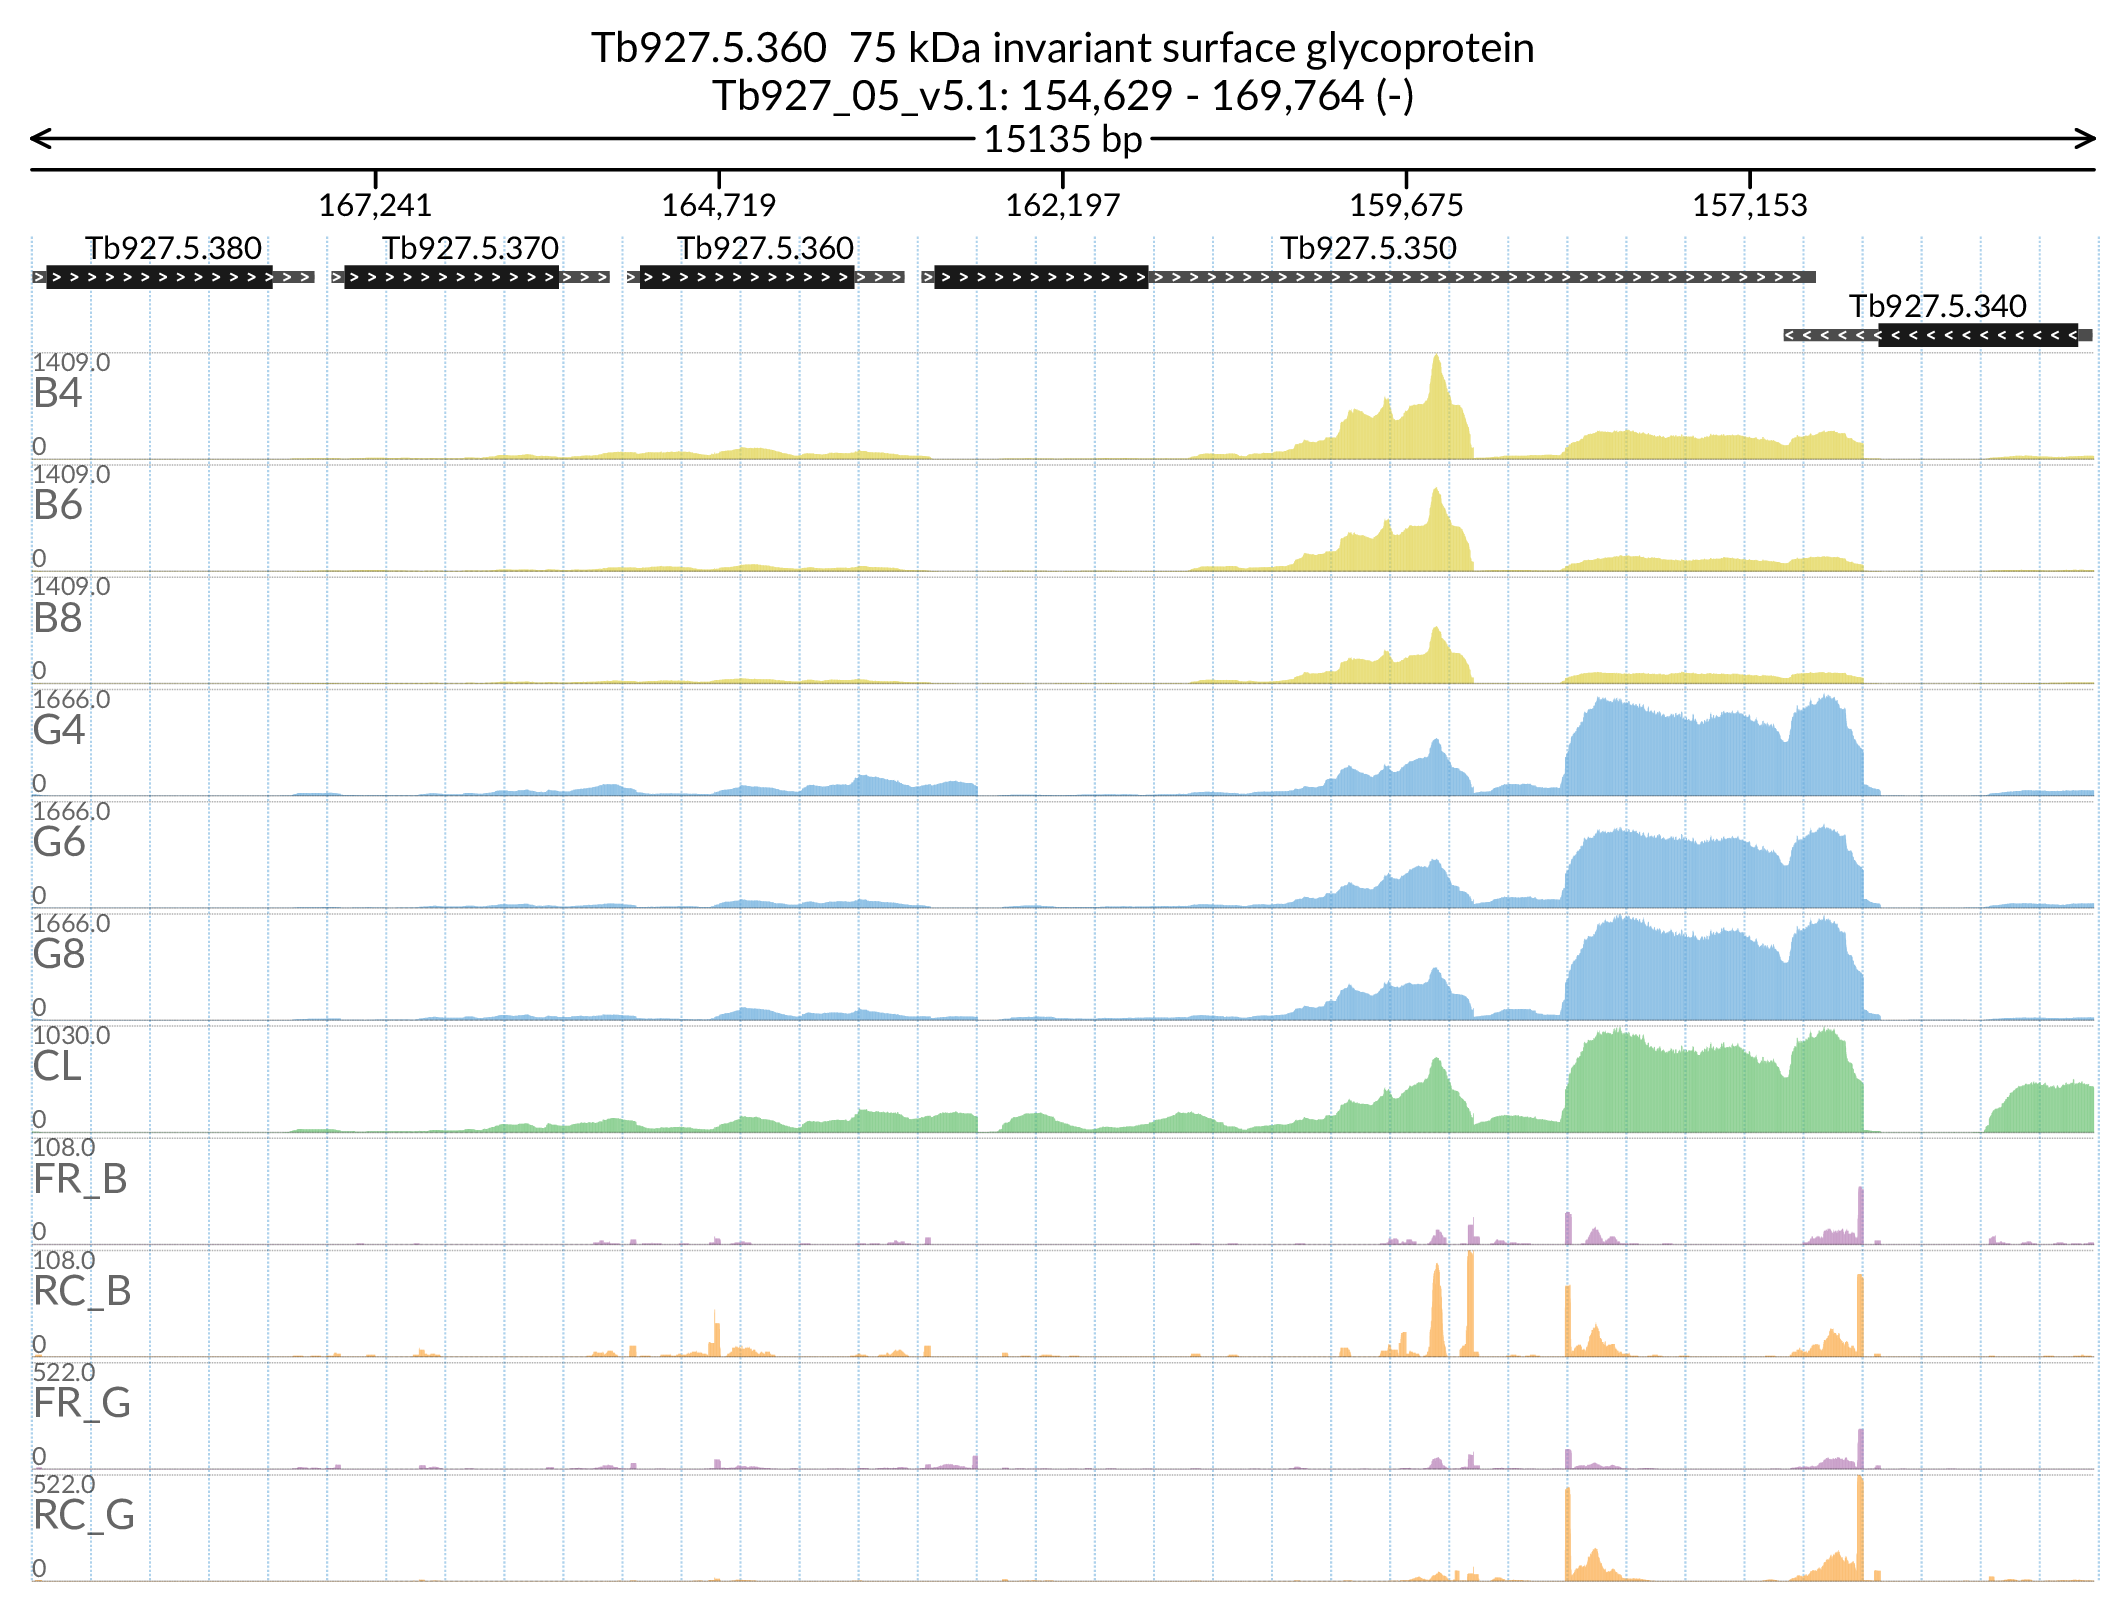 Tb927.5.360  75 kDa invariant surface glycoprotein
Tb927_05_v5.1: 154,629 - 169,764 (-)
15135 bp
167,241 164,719 162,197 159,675 157,153
Tb927.5.380 Tb927.5.370 Tb927.5.360 Tb927.5.350
Tb927.5.340
1409.0
B4
0
1409.0
B6
0
1409.0
B8
0
1666.0
G4
0
1666.0
G6
0
1666.0
G8
0
1030.0
CL
0
108.0
FR_B
0
108.0
RC_B
0
522.0
FR_G
0
522.0
RC_G
0